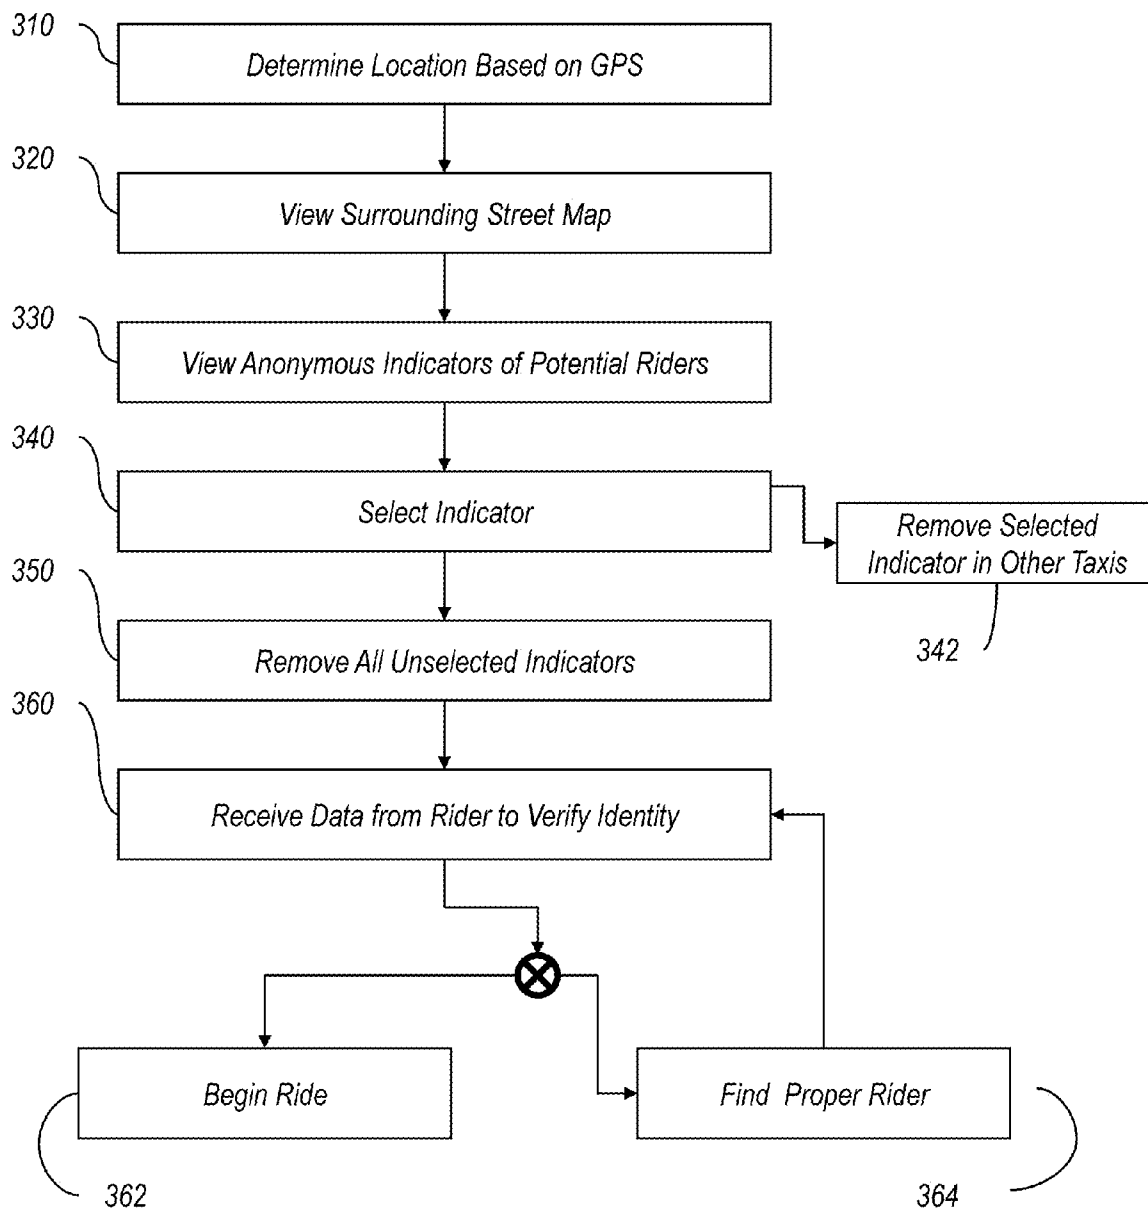 310
Determine Location Based on GPS
320
View Surrounding Street Map
330
View Anonymous Indicators of Potential Riders
340
Select Indicator
Remove Selected
Indicator in Other Taxis
342
350
Remove All Unselected Indicators
360
Receive Data from Rider to Verify Identity
Begin Ride
Find Proper Rider
362
364